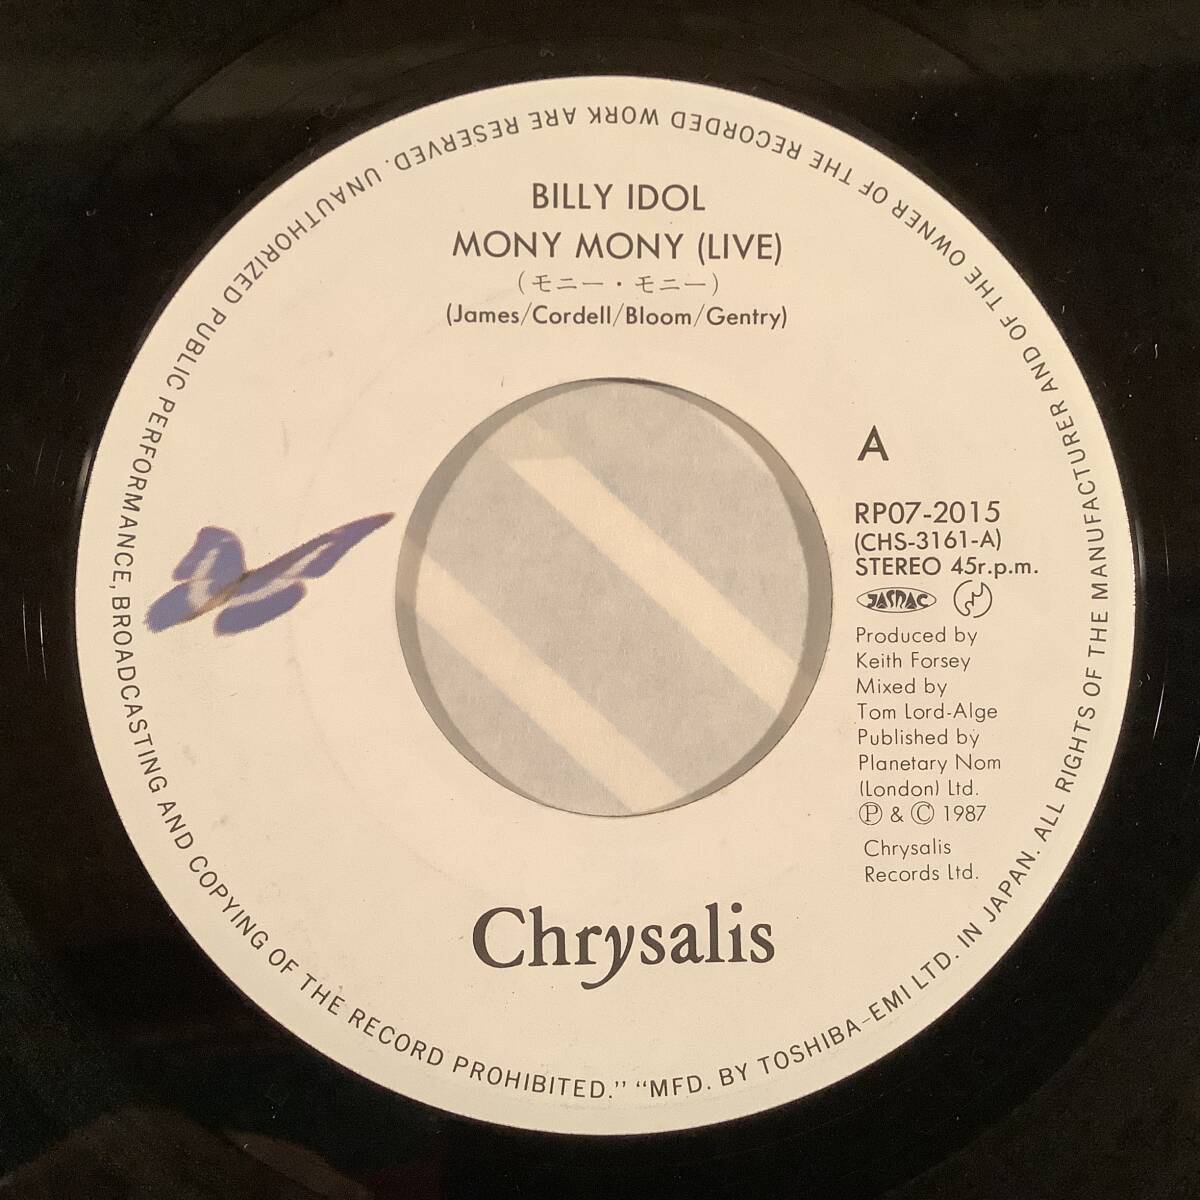 BILLY IDOL
MONY MONY (LIVE)
(モニー・モニー)
(James/Cordell/Bloom/Gentry)
A
RP07-2015
(CHS-3161-A)
STEREO 45r.p.m.
JASRAC
Produced by
Keith Forsey
Mixed by
Tom Lord-Alge
Published by
Planetary Nom
(London) Ltd.
Ⓟ & Ⓒ 1987
Chrysalis
Records Ltd.
Chrysalis
"MFD. BY TOSHIBA-EMI LTD. IN JAPAN. ALL RIGHTS OF THE MANUFACTURER AND OF THE OWNER OF THE RECORDED WORK ARE RESERVED. UNAUTHORIZED PUBLIC PERFORMANCE, BROADCASTING AND COPYING OF THE RECORD PROHIBITED."